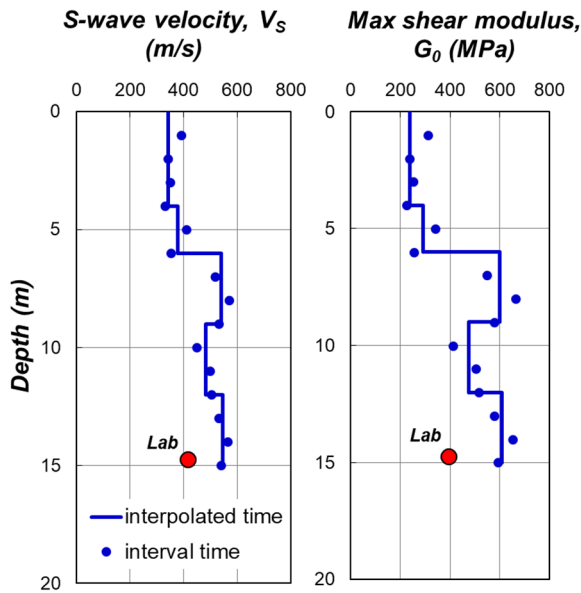 S-wave velocity, VS
(m/s)
0 200 400 600 800
0
5
10
15
20
Depth (m)
Lab
interpolated time
interval time
Max shear modulus,
G0 (MPa)
0 200 400 600 800
0
5
10
15
20
Lab